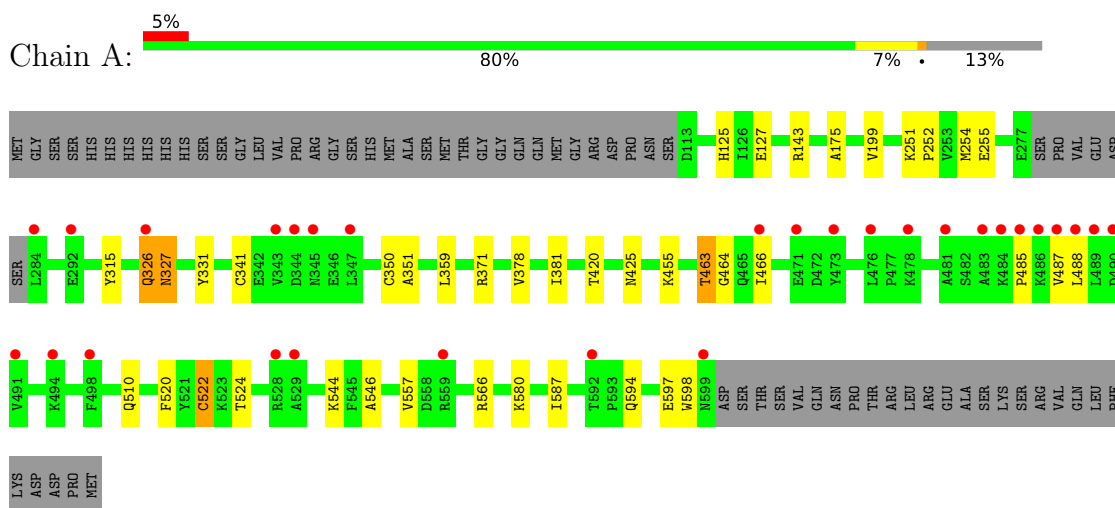 5%
Chain A:
80% 7% • 13%
MET GLY SER SER HIS HIS HIS HIS HIS HIS SER SER GLY LEU VAL PRO ARG GLY SER HIS MET ALA SER MET THR GLY GLY GLN GLN MET GLY ARG ASP PRO ASN SER D113 H125 I126 E127 R143 A175 V199 K251 P252 V253 M254 E255 E277 SER PRO VAL GLU ASP
SER L284 E292 Y315 Q326 N327 Y331 C341 E342 V343 D344 N345 E346 L347 C350 A351 L359 R371 V378 I381 T420 N425 K455 T463 G464 Q465 I466 E471 D472 Y473 L476 P477 K478 A481 S482 A483 K484 P485 K486 V487 L488 L489
V491 K494 F498 Q510 F520 Y521 C522 K523 T524 R528 A529 K544 F545 A546 V557 D558 R559 R566 K580 I587 T592 P593 Q594 E597 W598 N599 ASP SER THR SER VAL GLN ASN PRO THR ARG LEU ARG GLU ALA SER LYS SER ARG VAL GLN LEU PHE
LYS ASP ASP PRO MET